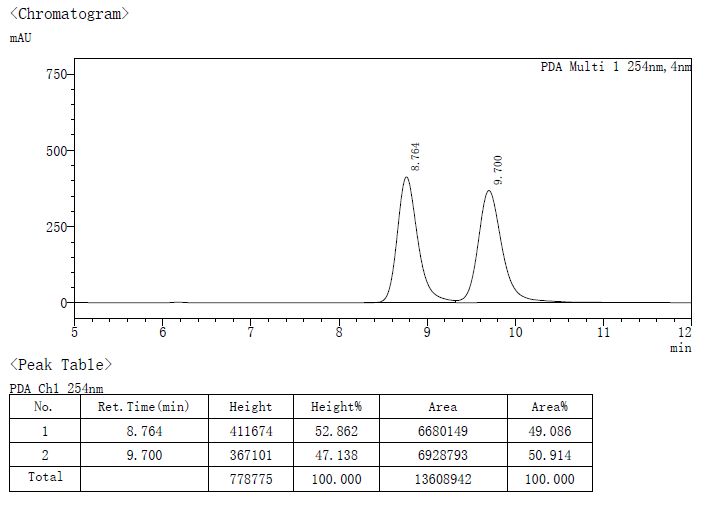 <Chromatogram>
mAU
PDA Multi 1 254nm,4nm
750
500
250
0
8.764
9.700
5 6 7 8 9 10 11 12
min
<Peak Table>
PDA Ch1 254nm
No. Ret.Time(min) Height Height% Area Area%
1 8.764 411674 52.862 6680149 49.086
2 9.700 367101 47.138 6928793 50.914
Total 778775 100.000 13608942 100.000